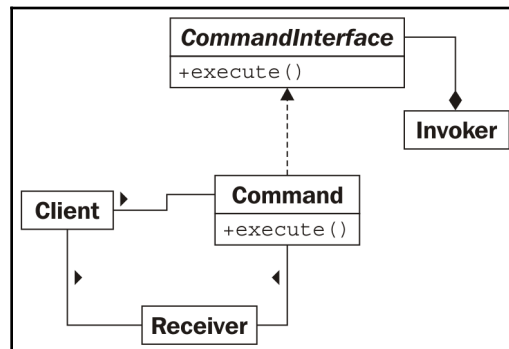 CommandInterface
+execute()
Invoker
Command
+execute()
Client
Receiver